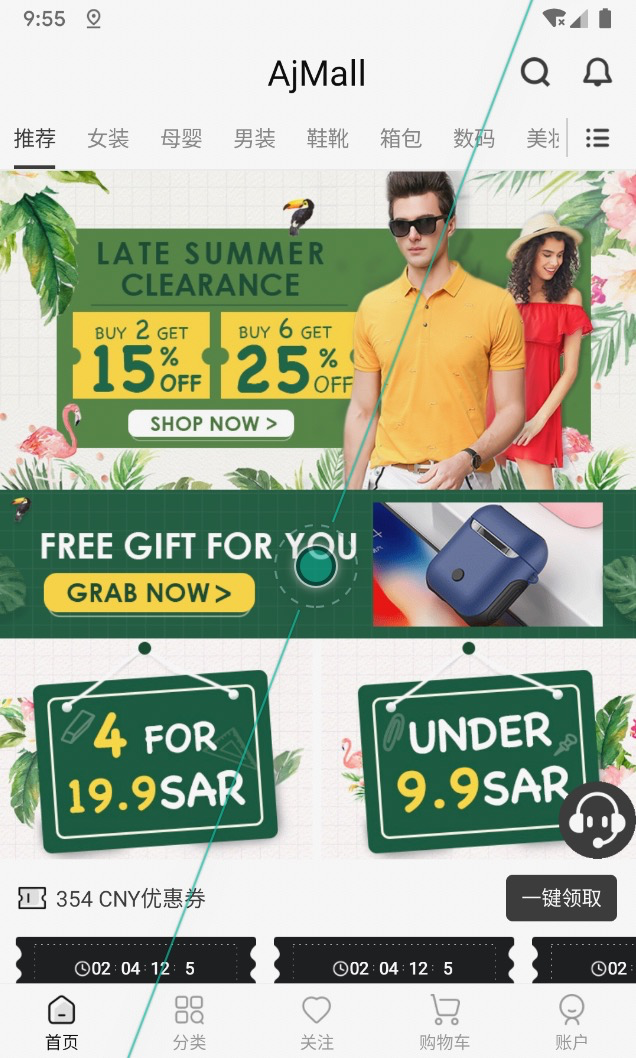 9:55
AjMall
推荐 女装 母婴 男装 鞋靴 箱包 数码 美妆
LATE SUMMER
CLEARANCE
BUY 2 GET
15% OFF
BUY 6 GET
25% OFF
SHOP NOW >
FREE GIFT FOR YOU
GRAB NOW >
4 FOR
19.9SAR
UNDER
9.9SAR
354 CNY优惠券
一键领取
02 : 04 : 12 : 5
02 : 04 : 12 : 5
02 :
首页 分类 关注 购物车 账户